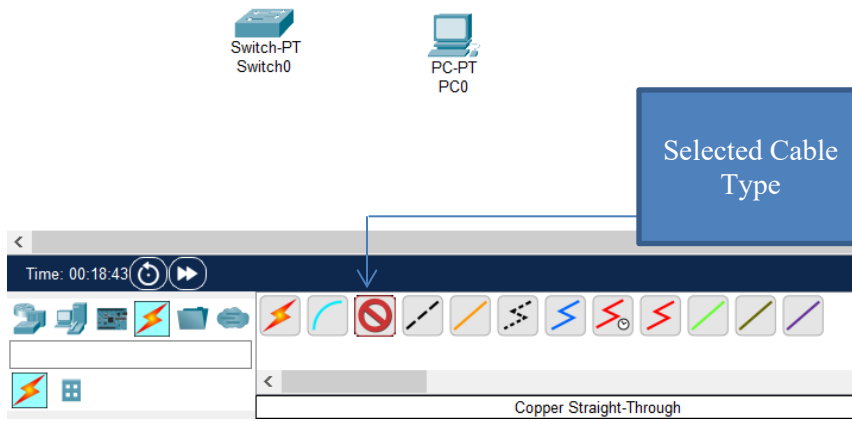 Switch-PT
Switch0
PC-PT
PC0
Selected Cable
Type
Time: 00:18:43
Copper Straight-Through